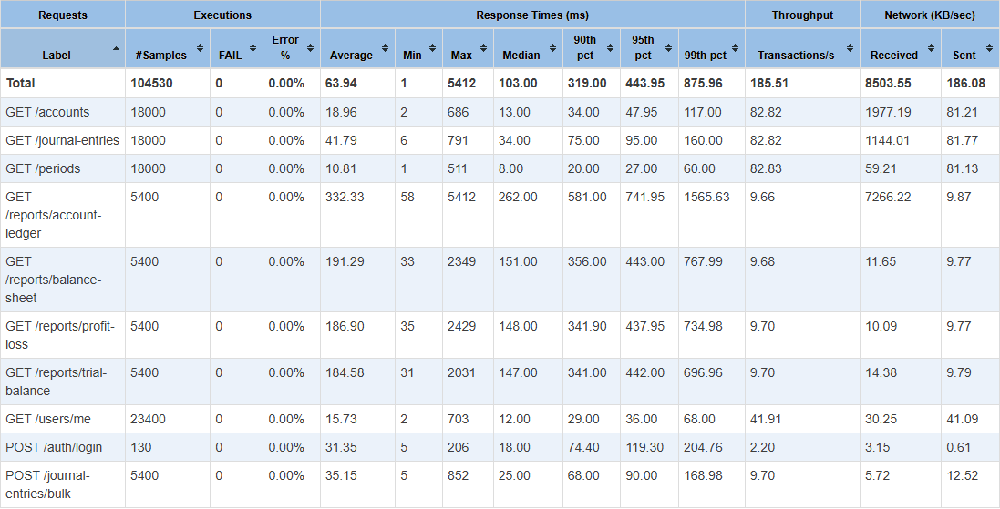 Requests Executions Response Times (ms) Throughput Network (KB/sec)
Label #Samples FAIL Error % Average Min Max Median 90th pct 95th pct 99th pct Transactions/s Received Sent
Total 104530 0 0.00% 63.94 1 5412 103.00 319.00 443.95 875.96 185.51 8503.55 186.08
GET /accounts 18000 0 0.00% 18.96 2 686 13.00 34.00 47.95 117.00 82.82 1977.19 81.21
GET /journal-entries 18000 0 0.00% 41.79 6 791 34.00 75.00 95.00 160.00 82.82 1144.01 81.77
GET /periods 18000 0 0.00% 10.81 1 511 8.00 20.00 27.00 60.00 82.83 59.21 81.13
GET 5400 0 0.00% 332.33 58 5412 262.00 581.00 741.95 1565.63 9.66 7266.22 9.87
/reports/account-
ledger
GET 5400 0 0.00% 191.29 33 2349 151.00 356.00 443.00 767.99 9.68 11.65 9.77
/reports/balance-
sheet
GET /reports/profit- 5400 0 0.00% 186.90 35 2429 148.00 341.90 437.95 734.98 9.70 10.09 9.77
loss
GET /reports/trial- 5400 0 0.00% 184.58 31 2031 147.00 341.00 442.00 696.96 9.70 14.38 9.79
balance
GET /users/me 23400 0 0.00% 15.73 2 703 12.00 29.00 36.00 68.00 41.91 30.25 41.09
POST /auth/login 130 0 0.00% 31.35 5 206 18.00 74.40 119.30 204.76 2.20 3.15 0.61
POST /journal- 5400 0 0.00% 35.15 5 852 25.00 68.00 90.00 168.98 9.70 5.72 12.52
entries/bulk